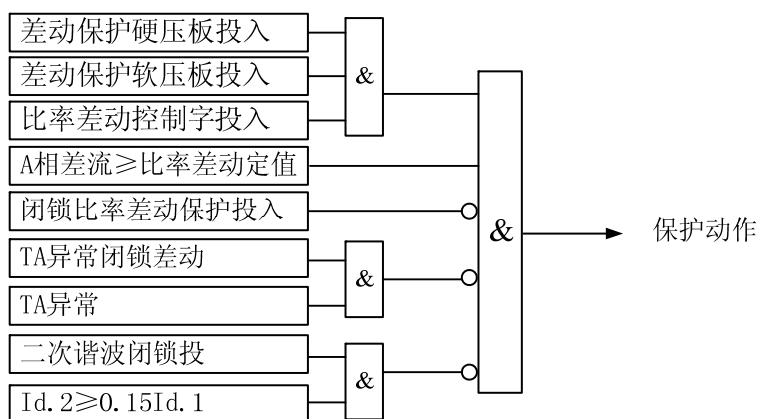 差动保护硬压板投入
差动保护软压板投入
&
比率差动控制字投入
A相差流≥比率差动定值
闭锁比率差动保护投入
&
保护动作
TA异常闭锁差动
&
TA异常
二次谐波闭锁投
&
Id.2≥0.15Id.1